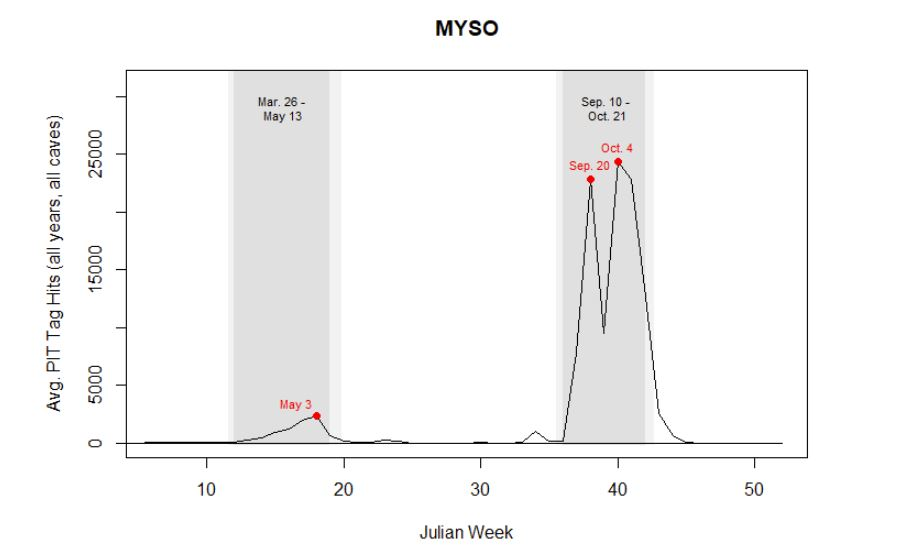 MYSO
Avg. PIT Tag Hits (all years, all caves)
25000
15000
5000
0
Mar. 26 -
May 13
Sep. 10 -
Oct. 21
Oct. 4
Sep. 20
May 3
10 20 30 40 50
Julian Week